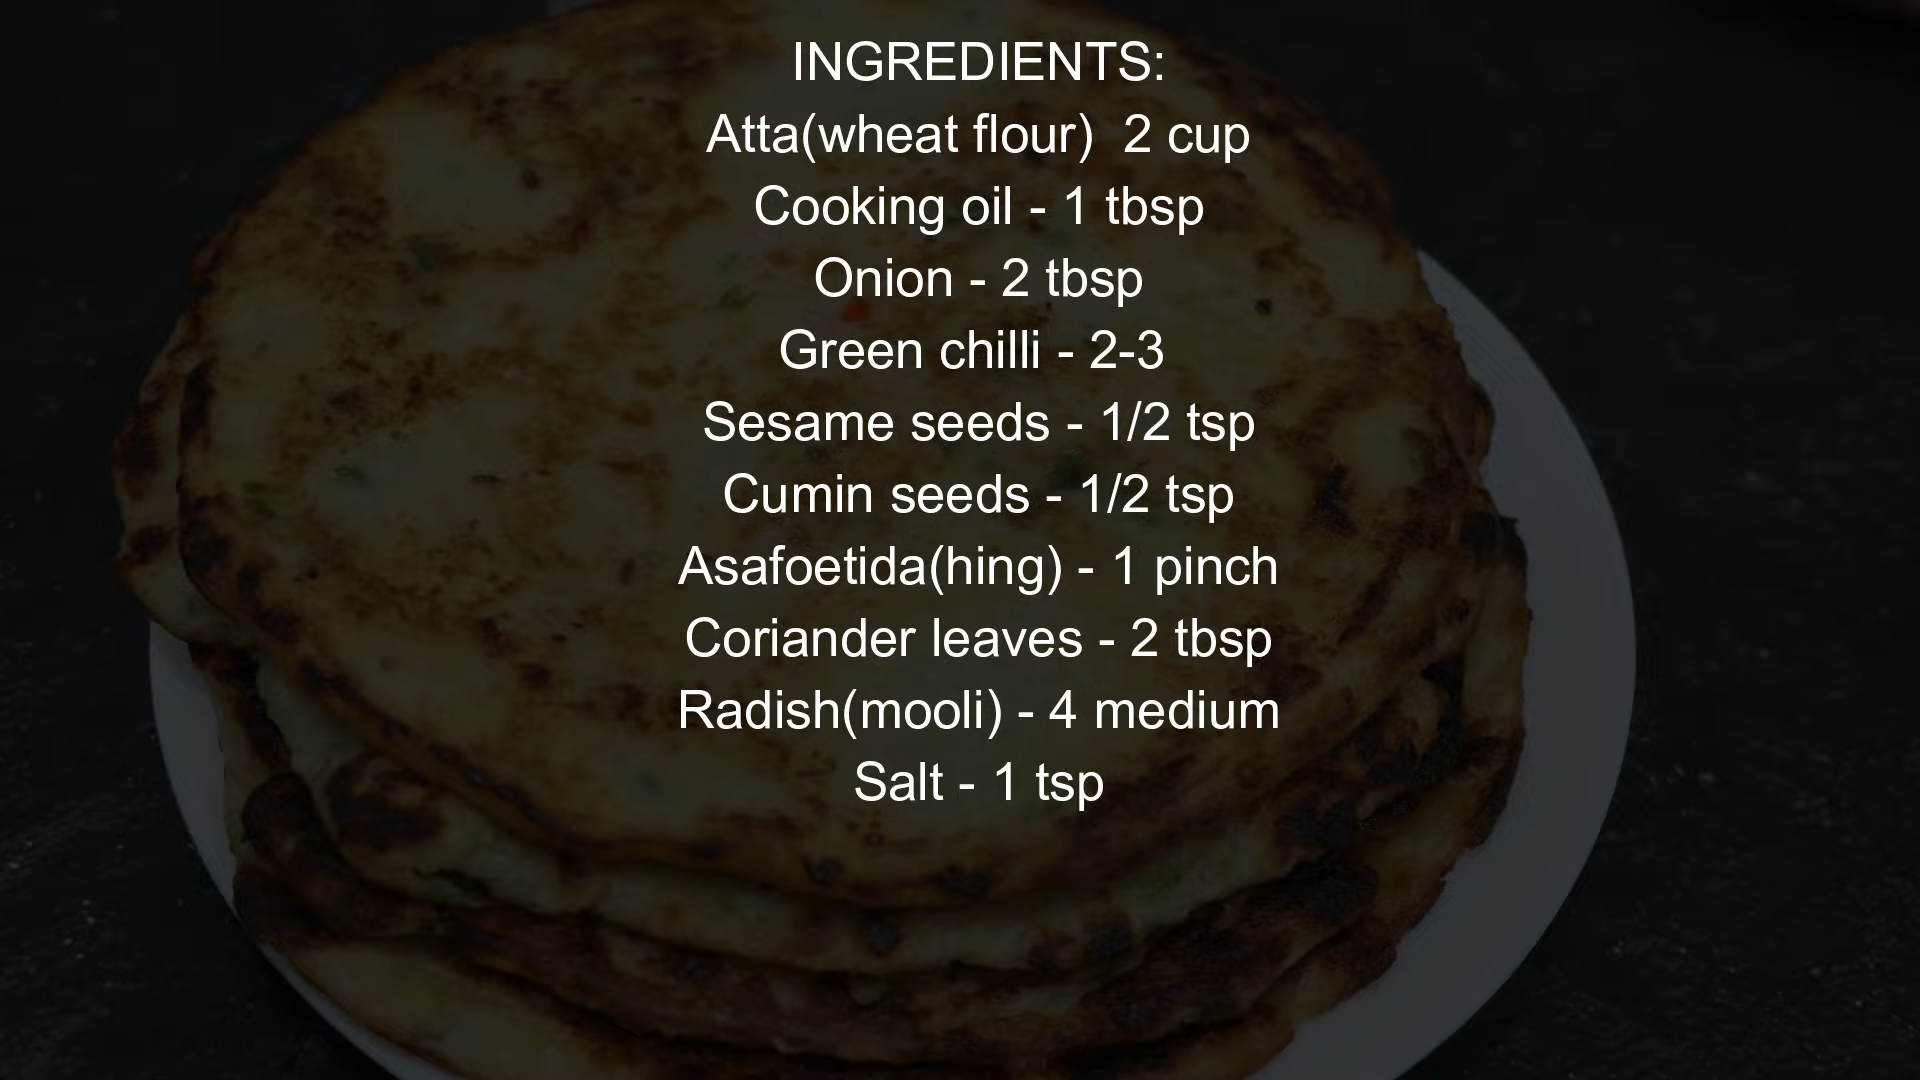 INGREDIENTS:
Atta(wheat flour)  2 cup
Cooking oil - 1 tbsp
Onion - 2 tbsp
Green chilli - 2-3
Sesame seeds - 1/2 tsp
Cumin seeds - 1/2 tsp
Asafoetida(hing) - 1 pinch
Coriander leaves - 2 tbsp
Radish(mooli) - 4 medium
Salt - 1 tsp